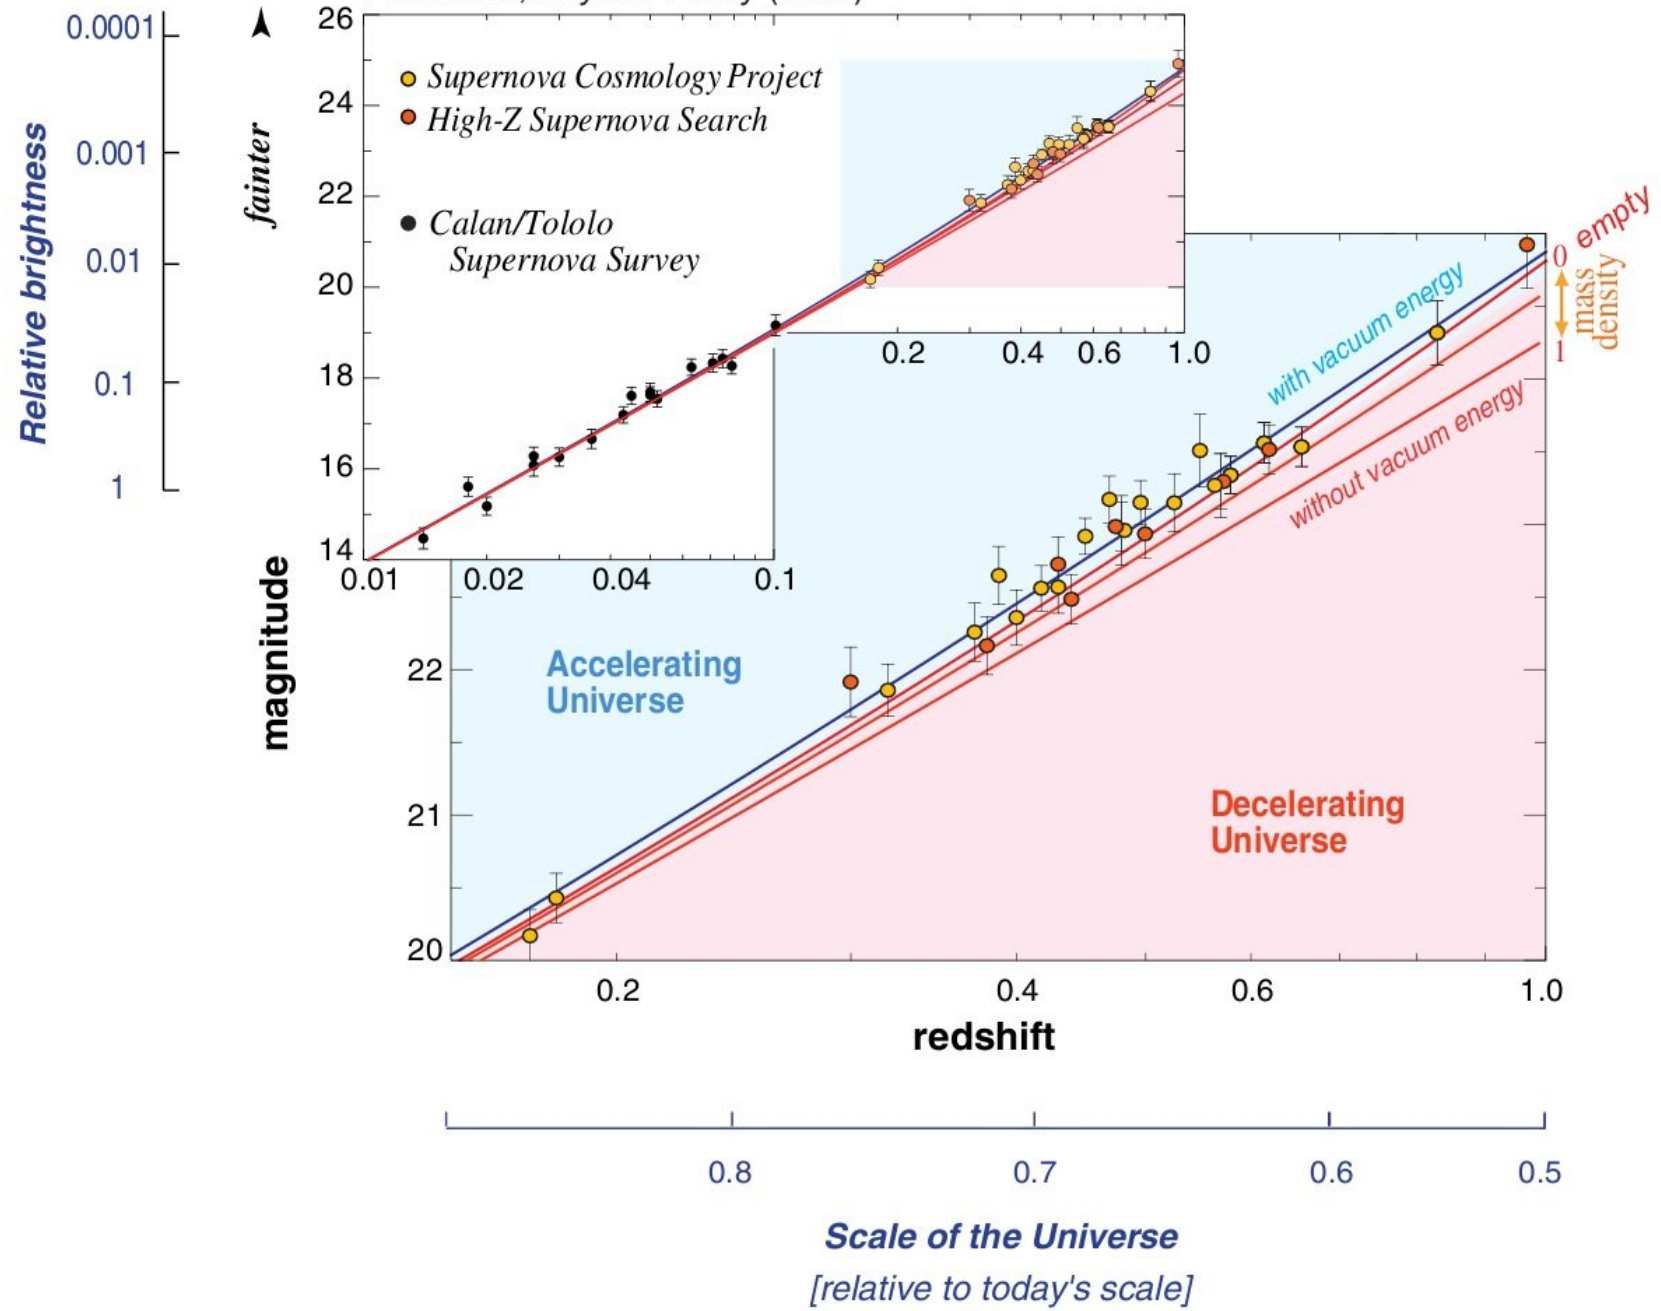 0.0001
0.001
0.01
0.1
1
Relative brightness
fainter
magnitude
26
24
22
20
18
16
14
Supernova Cosmology Project
High-Z Supernova Search
Calan/Tololo
Supernova Survey
0.2
0.4
0.6
1.0
0.01
0.02
0.04
0.1
empty
0
mass
density
1
with vacuum energy
without vacuum energy
Accelerating
Universe
Decelerating
Universe
22
21
20
0.2
0.4
0.6
1.0
redshift
0.8
0.7
0.6
0.5
Scale of the Universe
[relative to today's scale]